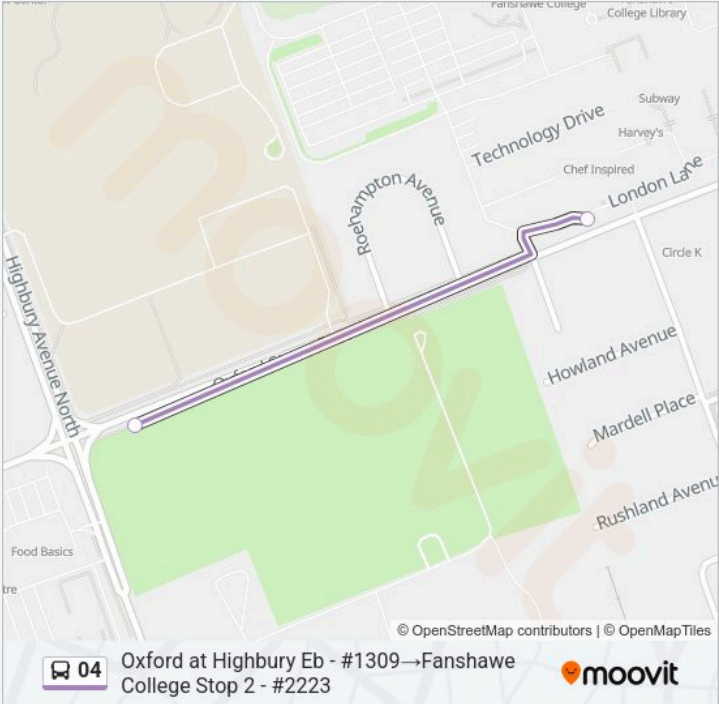 Fanshawe College
College Library
Subway
Technology Drive
Harvey's
Chef Inspired
London Lane
Roehampton Avenue
Circle K
Highbury Avenue North
Howland Avenue
Mardell Place
Rushland Avenu
Food Basics
tre
moovit
© OpenStreetMap contributors | © OpenMapTiles
04
Oxford at Highbury Eb - #1309→Fanshawe
College Stop 2 - #2223
moovit